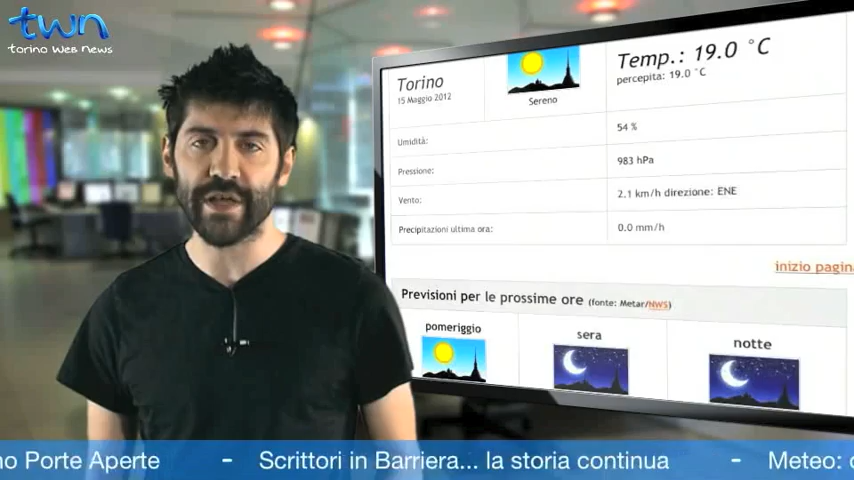 twn
Torino Web News
Torino
15 Maggio 2012
Sereno
Temp.: 19.0 °C
percepita: 19.0 °C
Umidità:
54 %
Pressione:
983 hPa
Vento:
2.1 km/h direzione: ENE
Precipitazioni ultima ora:
0.0 mm/h
inizio pagin
Previsioni per le prossime ore (fonte: Metar/NWS)
pomeriggio
sera
notte
no Porte Aperte - Scrittori in Barriera... la storia continua - Meteo: